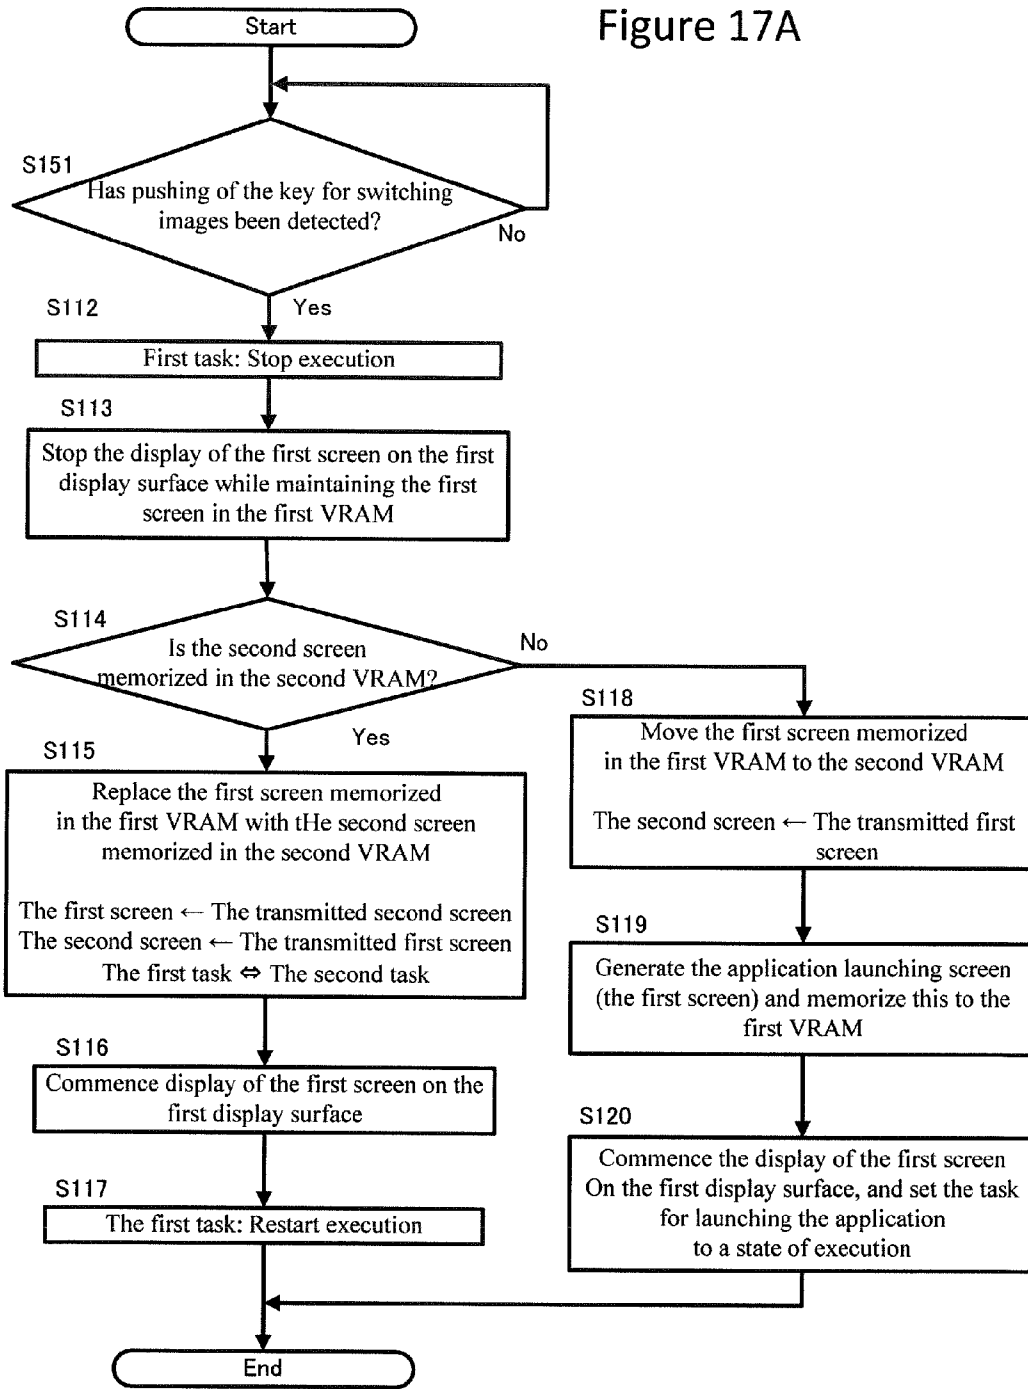 Figure 17A
Start
S151
Has pushing of the key for switching
images been detected?
No
Yes
S112
First task: Stop execution
S113
Stop the display of the first screen on the first
display surface while maintaining the first
screen in the first VRAM
S114
Is the second screen
memorized in the second VRAM?
No
Yes
S115
Replace the first screen memorized
in the first VRAM with tHe second screen
memorized in the second VRAM
The first screen ← The transmitted second screen
The second screen ← The transmitted first screen
The first task ⇔ The second task
S116
Commence display of the first screen on the
first display surface
S117
The first task: Restart execution
S118
Move the first screen memorized
in the first VRAM to the second VRAM
The second screen ← The transmitted first
screen
S119
Generate the application launching screen
(the first screen) and memorize this to the
first VRAM
S120
Commence the display of the first screen
On the first display surface, and set the task
for launching the application
to a state of execution
End